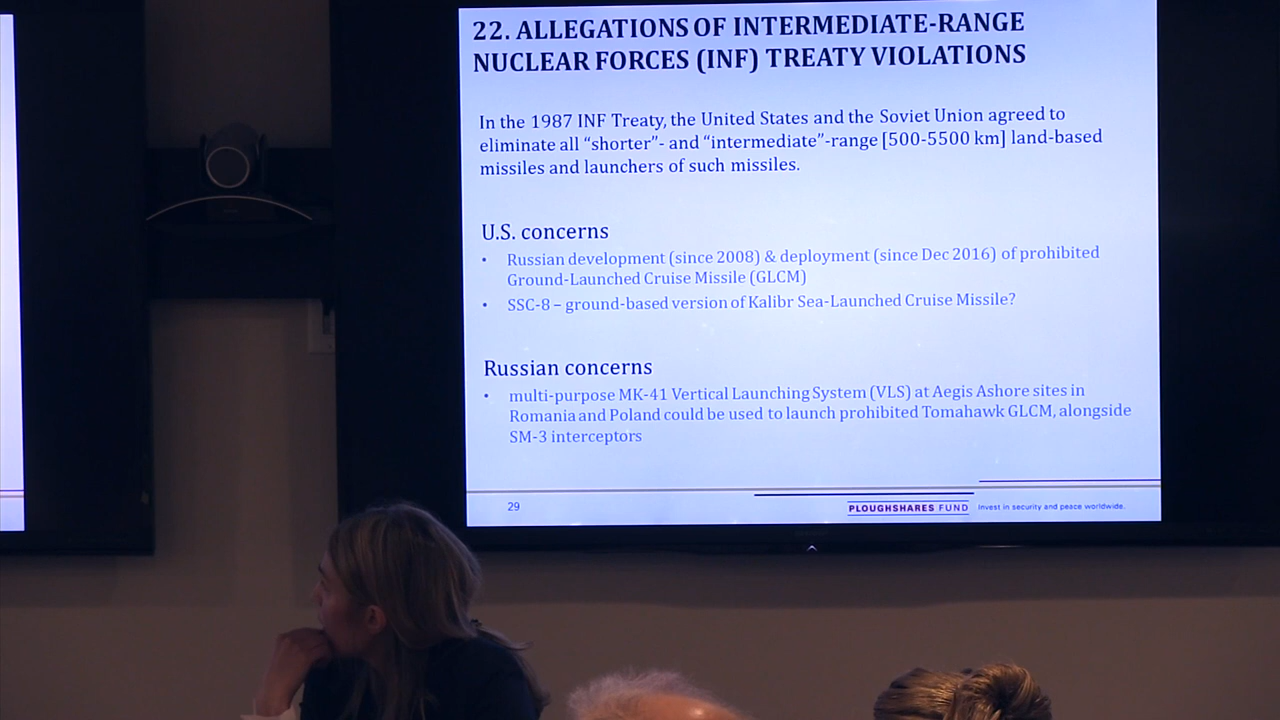 22. ALLEGATIONS OF INTERMEDIATE-RANGE
NUCLEAR FORCES (INF) TREATY VIOLATIONS
In the 1987 INF Treaty, the United States and the Soviet Union agreed to
eliminate all “shorter”- and “intermediate”-range [500-5500 km] land-based
missiles and launchers of such missiles.
U.S. concerns
• Russian development (since 2008) & deployment (since Dec 2016) of prohibited
Ground-Launched Cruise Missile (GLCM)
• SSC-8 – ground-based version of Kalibr Sea-Launched Cruise Missile?
Russian concerns
• multi-purpose MK-41 Vertical Launching System (VLS) at Aegis Ashore sites in
Romania and Poland could be used to launch prohibited Tomahawk GLCM, alongside
SM-3 interceptors
29
PLOUGHSHARES FUND Invest in security and peace worldwide.